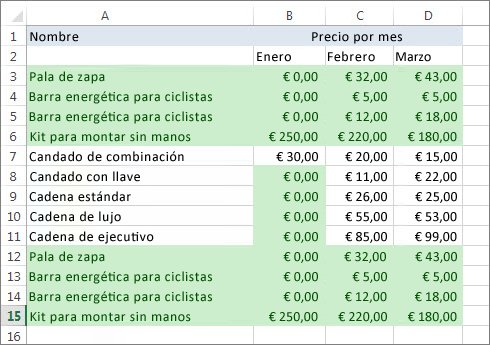 A B C D
1 Nombre Precio por mes
2 Enero Febrero Marzo
3 Pala de zapa € 0,00 € 32,00 € 43,00
4 Barra energética para ciclistas € 0,00 € 5,00 € 5,00
5 Barra energética para ciclistas € 0,00 € 12,00 € 18,00
6 Kit para montar sin manos € 250,00 € 220,00 € 180,00
7 Candado de combinación € 30,00 € 20,00 € 15,00
8 Candado con llave € 0,00 € 11,00 € 22,00
9 Cadena estándar € 0,00 € 26,00 € 25,00
10 Cadena de lujo € 0,00 € 55,00 € 53,00
11 Cadena de ejecutivo € 0,00 € 85,00 € 99,00
12 Pala de zapa € 0,00 € 32,00 € 43,00
13 Barra energética para ciclistas € 0,00 € 5,00 € 5,00
14 Barra energética para ciclistas € 0,00 € 12,00 € 18,00
15 Kit para montar sin manos € 250,00 € 220,00 € 180,00
16